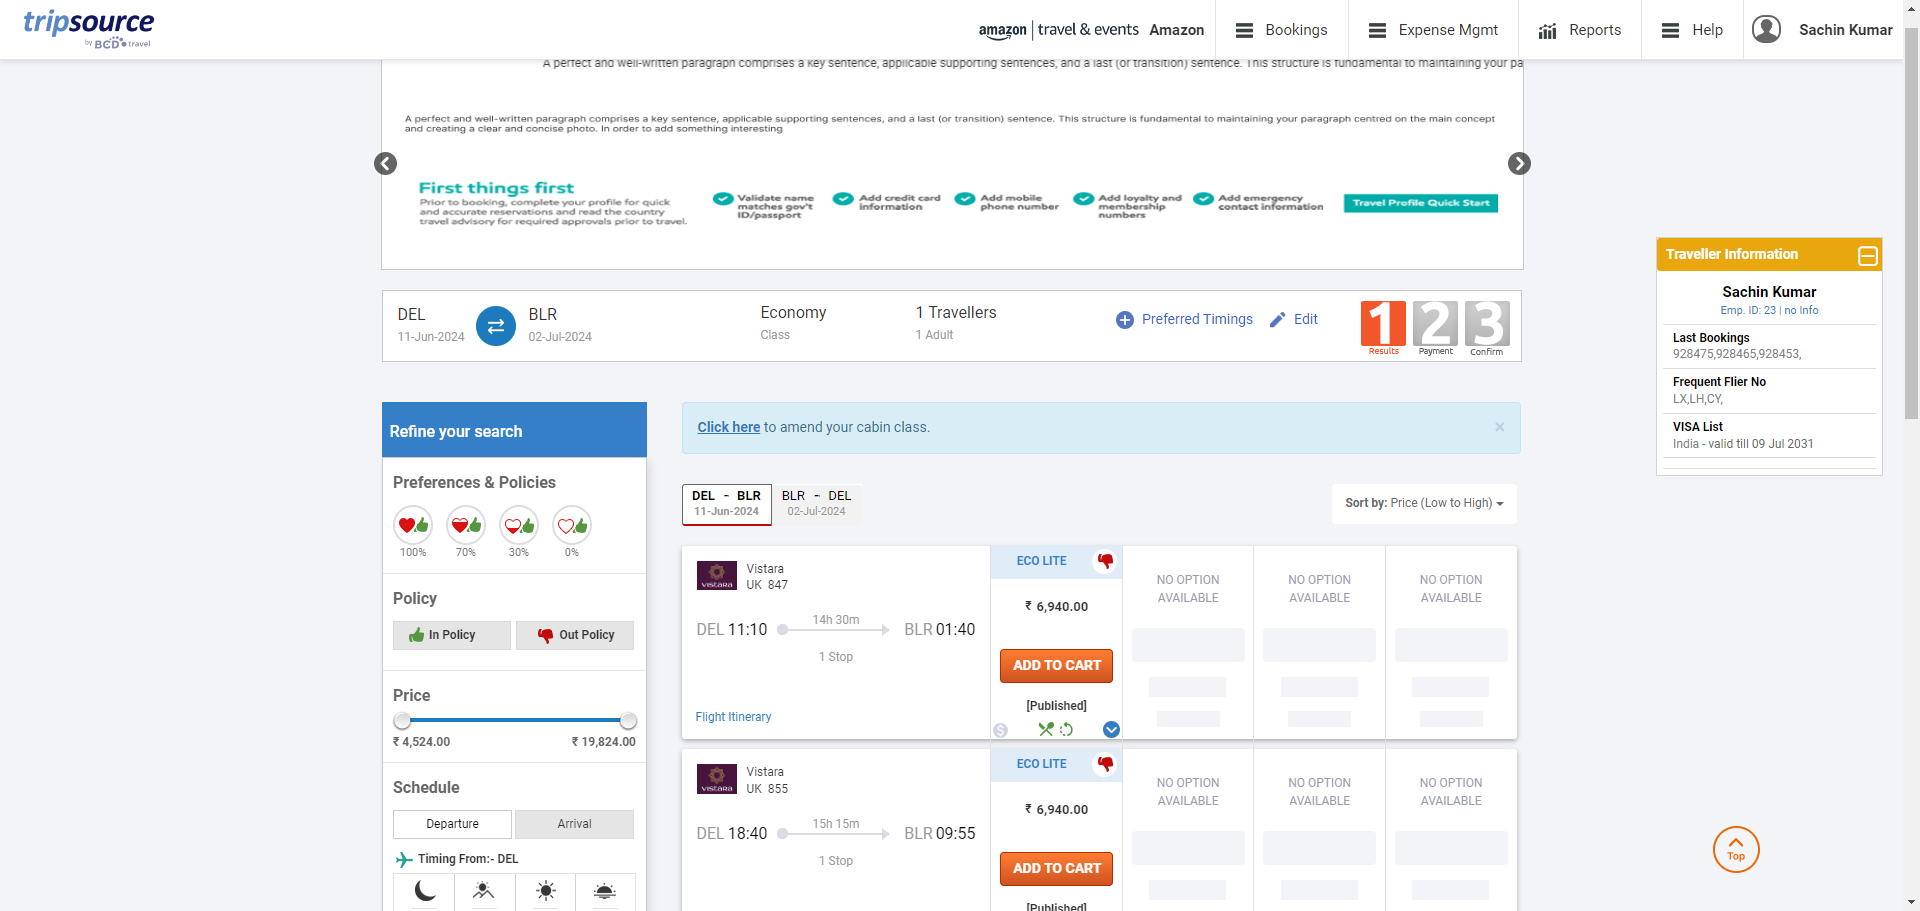 tripsource
by BCD travel
amazon | travel & events Amazon
Bookings
Expense Mgmt
Reports
Help
Sachin Kumar
A perfect and well-written paragraph comprises a key sentence, applicable supporting sentences, and a last (or transition) sentence. This structure is fundamental to maintaining your pa
A perfect and well-written paragraph comprises a key sentence, applicable supporting sentences, and a last (or transition) sentence. This structure is fundamental to maintaining your paragraph centred on the main concept
and creating a clear and concise photo. In order to add something interesting
First things first
Prior to booking, complete your profile for quick
and accurate reservations and read the country
travel advisory for required approvals prior to travel.
Validate name
matches gov't
ID/passport
Add credit card
information
Add mobile
phone number
Add loyalty and
membership
numbers
Add emergency
contact information
Travel Profile Quick Start
Traveller Information
Sachin Kumar
Emp. ID: 23 | no Info
Last Bookings
928475,928465,928453,
Frequent Flier No
LX,LH,CY,
VISA List
India - valid till 09 Jul 2031
DEL
11-Jun-2024
BLR
02-Jul-2024
Economy
Class
1 Travellers
1 Adult
Preferred Timings
Edit
1 2 3
Results Payment Confirm
Refine your search
Preferences & Policies
100% 70% 30% 0%
Policy
In Policy
Out Policy
Price
₹ 4,524.00 ₹ 19,824.00
Schedule
Departure
Arrival
Timing From:- DEL
Click here to amend your cabin class.
×
DEL - BLR
11-Jun-2024
BLR - DEL
02-Jul-2024
Sort by: Price (Low to High)
VISTARA
Vistara
UK 847
DEL 11:10
14h 30m
1 Stop
BLR 01:40
Flight Itinerary
ECO LITE
₹ 6,940.00
ADD TO CART
[Published]
NO OPTION
AVAILABLE
NO OPTION
AVAILABLE
NO OPTION
AVAILABLE
VISTARA
Vistara
UK 855
DEL 18:40
15h 15m
1 Stop
BLR 09:55
ECO LITE
₹ 6,940.00
ADD TO CART
[Published]
NO OPTION
AVAILABLE
NO OPTION
AVAILABLE
NO OPTION
AVAILABLE
Top